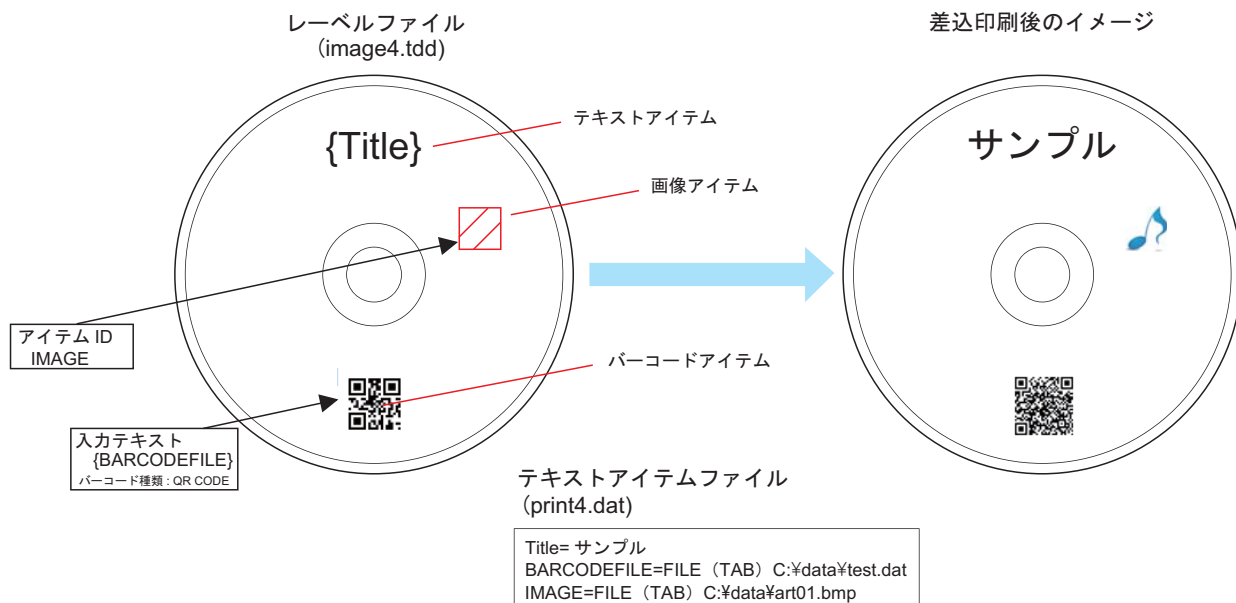 レーベルファイル
(image4.tdd)
差込印刷後のイメージ
{Title}
テキストアイテム
サンプル
画像アイテム
アイテム ID
IMAGE
バーコードアイテム
入力テキスト
{BARCODEFILE}
バーコード種類 : QR CODE
テキストアイテムファイル
(print4.dat)
Title= サンプル
BARCODEFILE=FILE（TAB）C:¥data¥test.dat
IMAGE=FILE（TAB）C:¥data¥art01.bmp